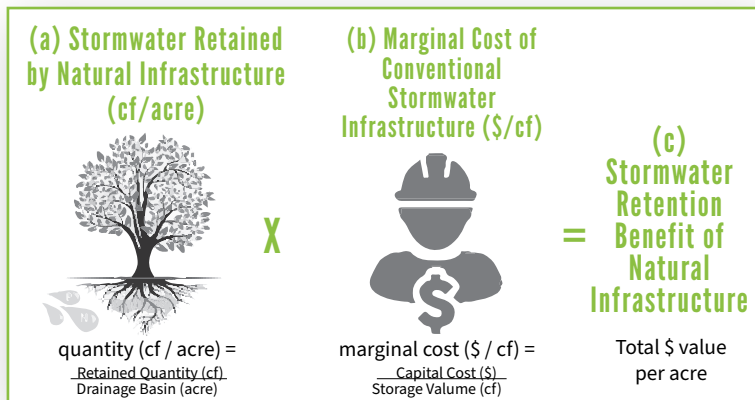 (a) Stormwater Retained
by Natural Infrastructure
(cf/acre)
P
N
quantity (cf / acre) =
Retained Quantity (cf)
Drainage Basin (acre)
X
(b) Marginal Cost of
Conventional
Stormwater
Infrastructure ($/cf)
$
marginal cost ($ / cf) =
Capital Cost ($)
Storage Valume (cf)
=
(c)
Stormwater
Retention
Benefit of
Natural
Infrastructure
Total $ value
per acre